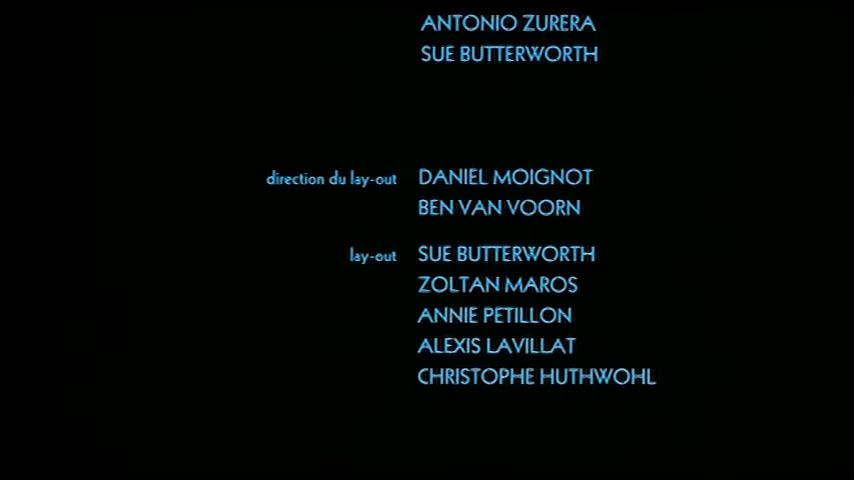 ANTONIO ZURERA
SUE BUTTERWORTH
direction du lay-out DANIEL MOIGNOT
BEN VAN VOORN
lay-out SUE BUTTERWORTH
ZOLTAN MAROS
ANNIE PETILLON
ALEXIS LAVILLAT
CHRISTOPHE HUTHWOHL